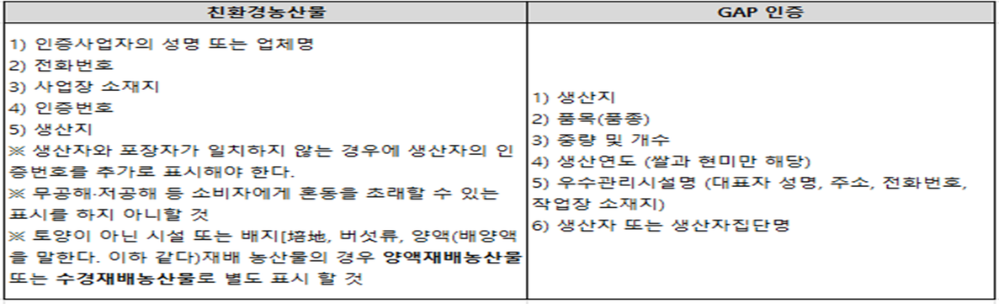 친환경농산물
1) 인증사업자의 성명 또는 업체명
2) 전화번호
3) 사업장 소재지
4) 인증번호
5) 생산지
※ 생산자와 포장자가 일치하지 않는 경우에 생산자의 인
증번호를 추가로 표시해야 한다.
※ 무공해·저공해 등 소비자에게 혼동을 초래할 수 있는
표시를 하지 아니할 것
※ 토양이 아닌 시설 또는 배지[培地, 버섯류, 양액(배양액
을 말한다. 이하 같다)재배 농산물의 경우 양액재배농산물
또는 수경재배농산물로 별도 표시 할 것
GAP 인증
1) 생산지
2) 품목(품종)
3) 중량 및 개수
4) 생산연도 (쌀과 현미만 해당)
5) 우수관리시설명 (대표자 성명, 주소, 전화번호,
작업장 소재지)
6) 생산자 또는 생산자집단명